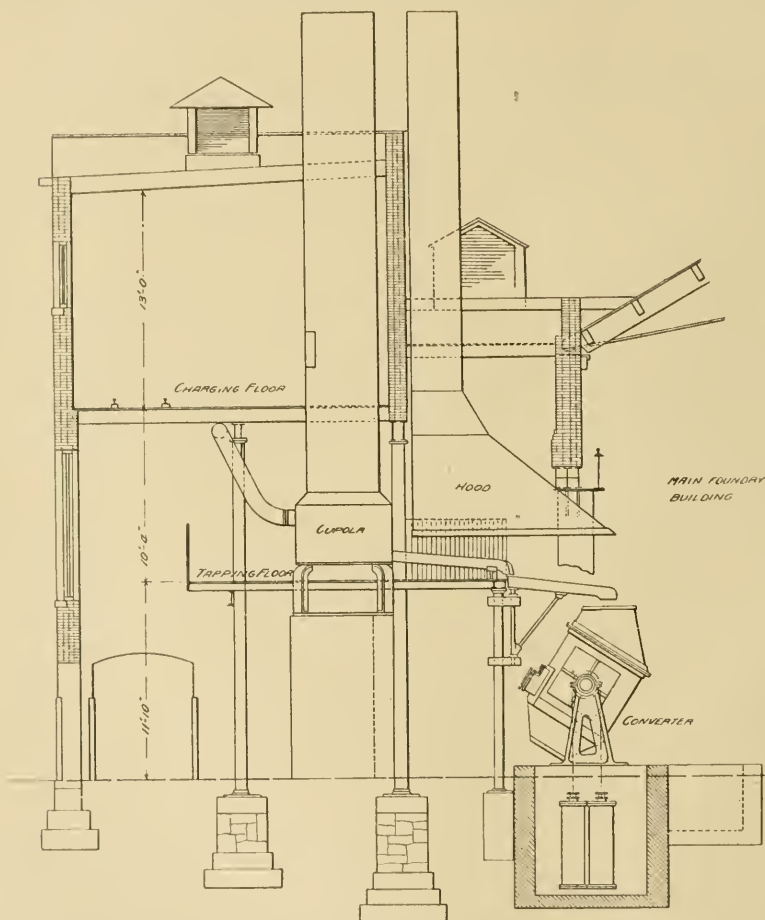 13'-0"
CHARGING FLOOR
HOOD
MAIN FOUNDRY
BUILDING
CUPOLA
10'-0"
TAPPING FLOOR
CONVERTER
11'-10"